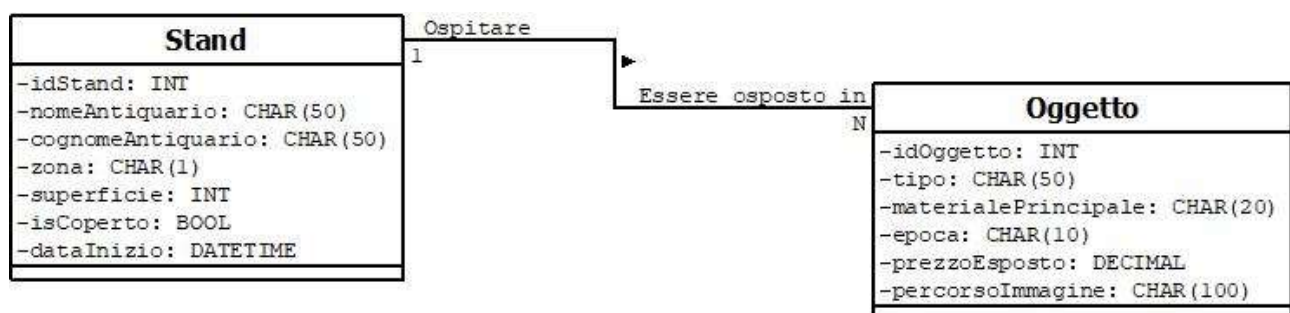 Stand
-idStand: INT
-nomeAntiquario: CHAR(50)
-cognomeAntiquario: CHAR(50)
-zona: CHAR(1)
-superficie: INT
-isCoperto: BOOL
-dataInizio: DATETIME
Ospitare
1
Essere osposto in
N
Oggetto
-idOggetto: INT
-tipo: CHAR(50)
-materialePrincipale: CHAR(20)
-epoca: CHAR(10)
-prezzoEsposto: DECIMAL
-percorsoImmagine: CHAR(100)